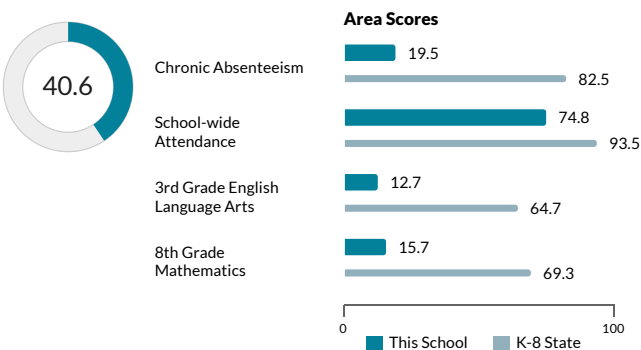 Area Scores
40.6
Chronic Absenteeism
19.5
82.5
School-wide
Attendance
74.8
93.5
3rd Grade English
Language Arts
12.7
64.7
8th Grade
Mathematics
15.7
69.3
0
100
This School
K-8 State